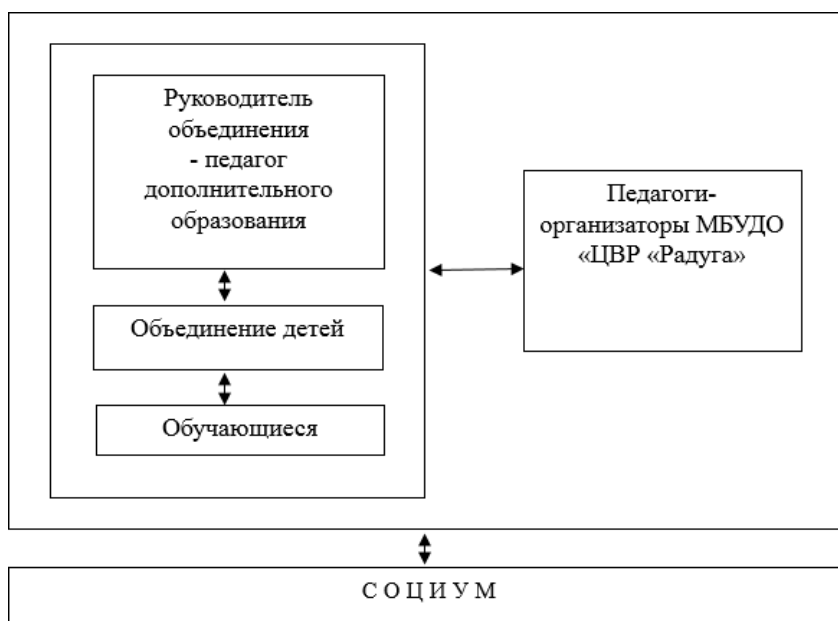 Руководитель
объединения
- педагог
дополнительного
образования
Объединение детей
Обучающиеся
Педагоги-
организаторы МБУДО
«ЦВР «Радуга»
С О Ц И У М